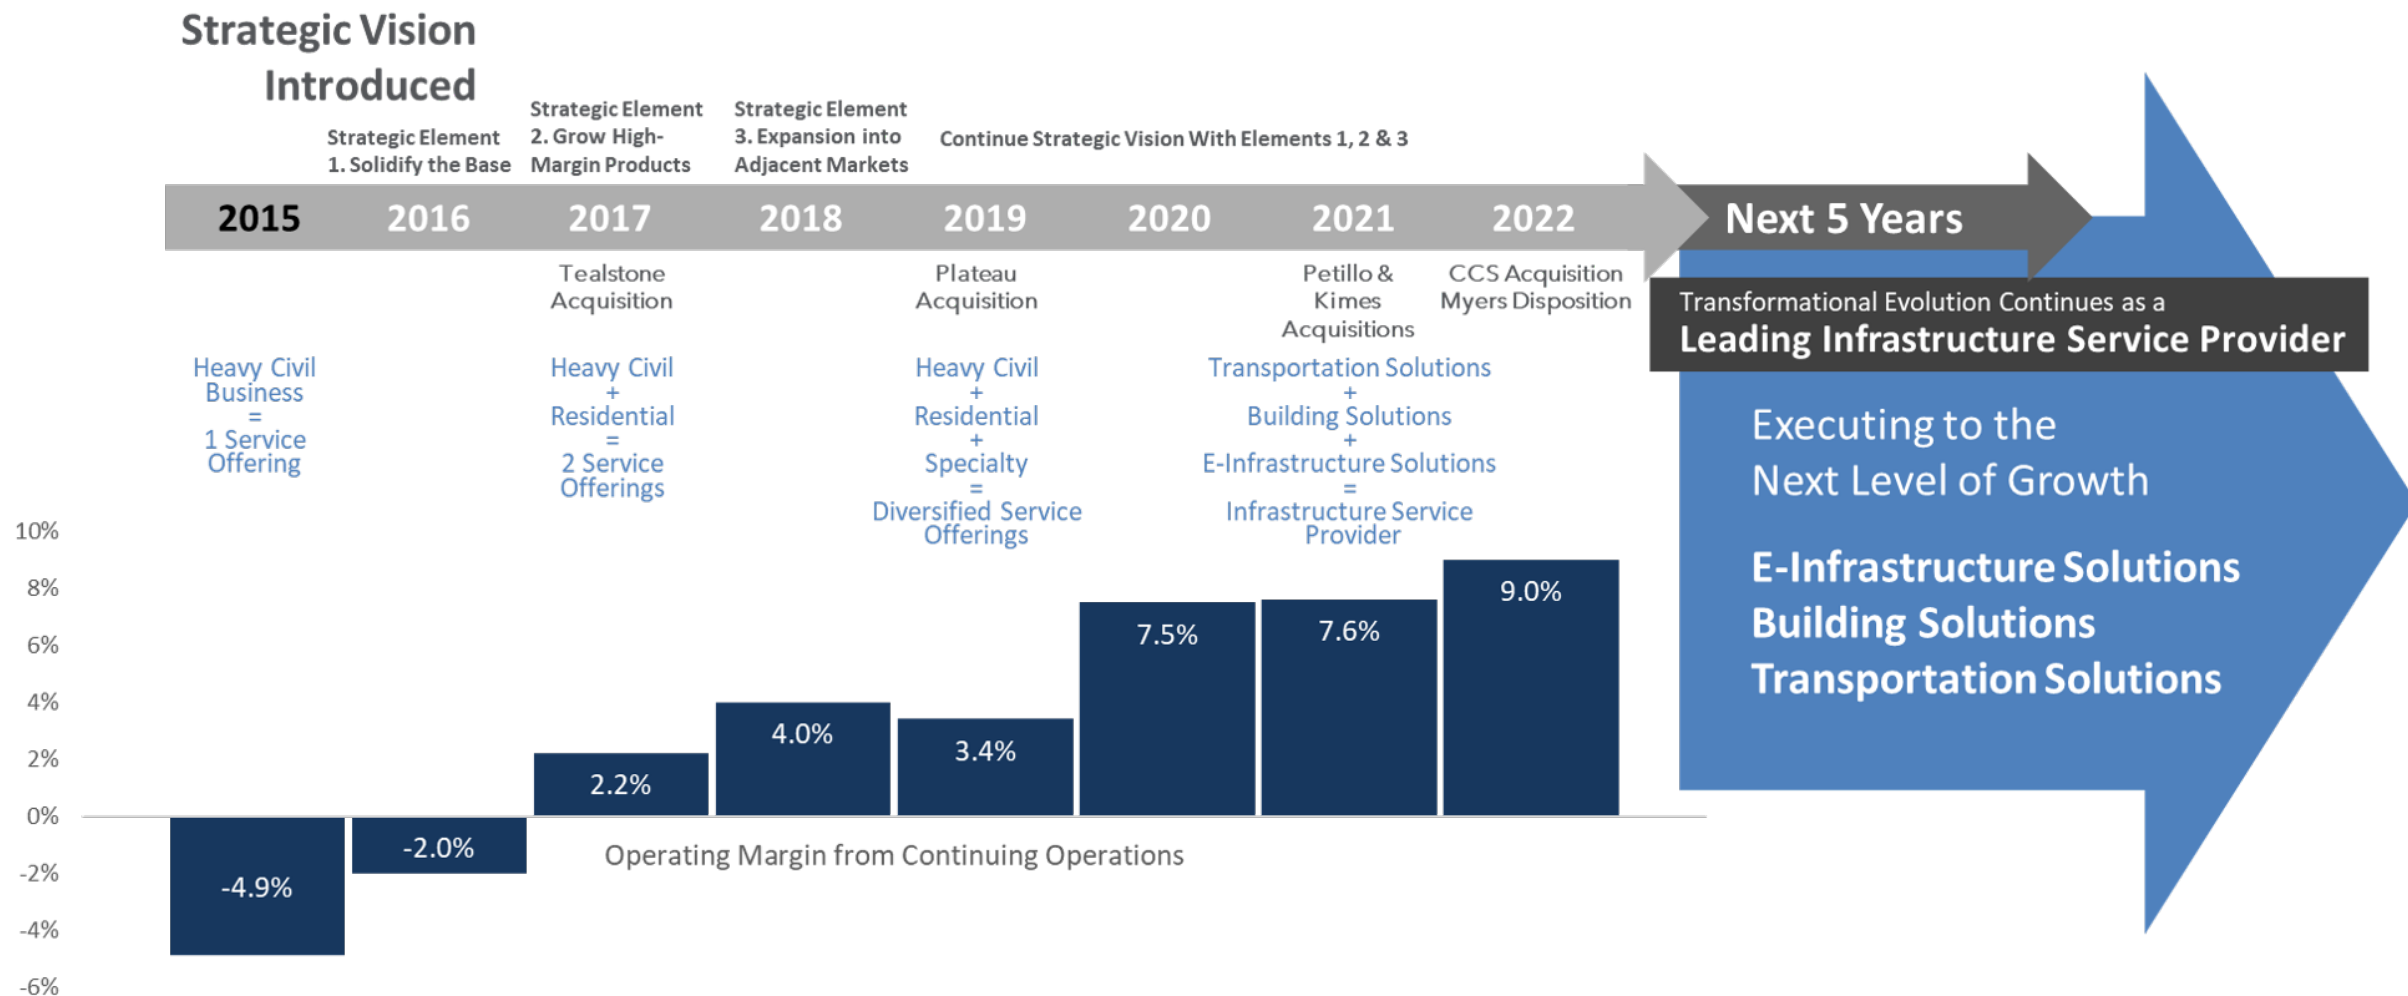 Strategic Vision
Introduced
Strategic Element
1. Solidify the Base
Strategic Element
2. Grow High-
Margin Products
Strategic Element
3. Expansion into
Adjacent Markets
Continue Strategic Vision With Elements 1, 2 & 3
2015
2016
2017
2018
2019
2020
2021
2022
Next 5 Years
Tealstone
Acquisition
Plateau
Acquisition
Petillo &
Kimes
Acquisitions
CCS Acquisition
Myers Disposition
Transformational Evolution Continues as a
Leading Infrastructure Service Provider
Heavy Civil
Business
=
1 Service
Offering
Heavy Civil
+
Residential
=
2 Service
Offerings
Heavy Civil
+
Residential
+
Specialty
=
Diversified Service
Offerings
Transportation Solutions
+
Building Solutions
+
E-Infrastructure Solutions
=
Infrastructure Service
Provider
Executing to the
Next Level of Growth
E-Infrastructure Solutions
Building Solutions
Transportation Solutions
10%
8%
6%
4%
2%
0%
-2%
-4%
-6%
-4.9%
-2.0%
2.2%
4.0%
3.4%
7.5%
7.6%
9.0%
Operating Margin from Continuing Operations